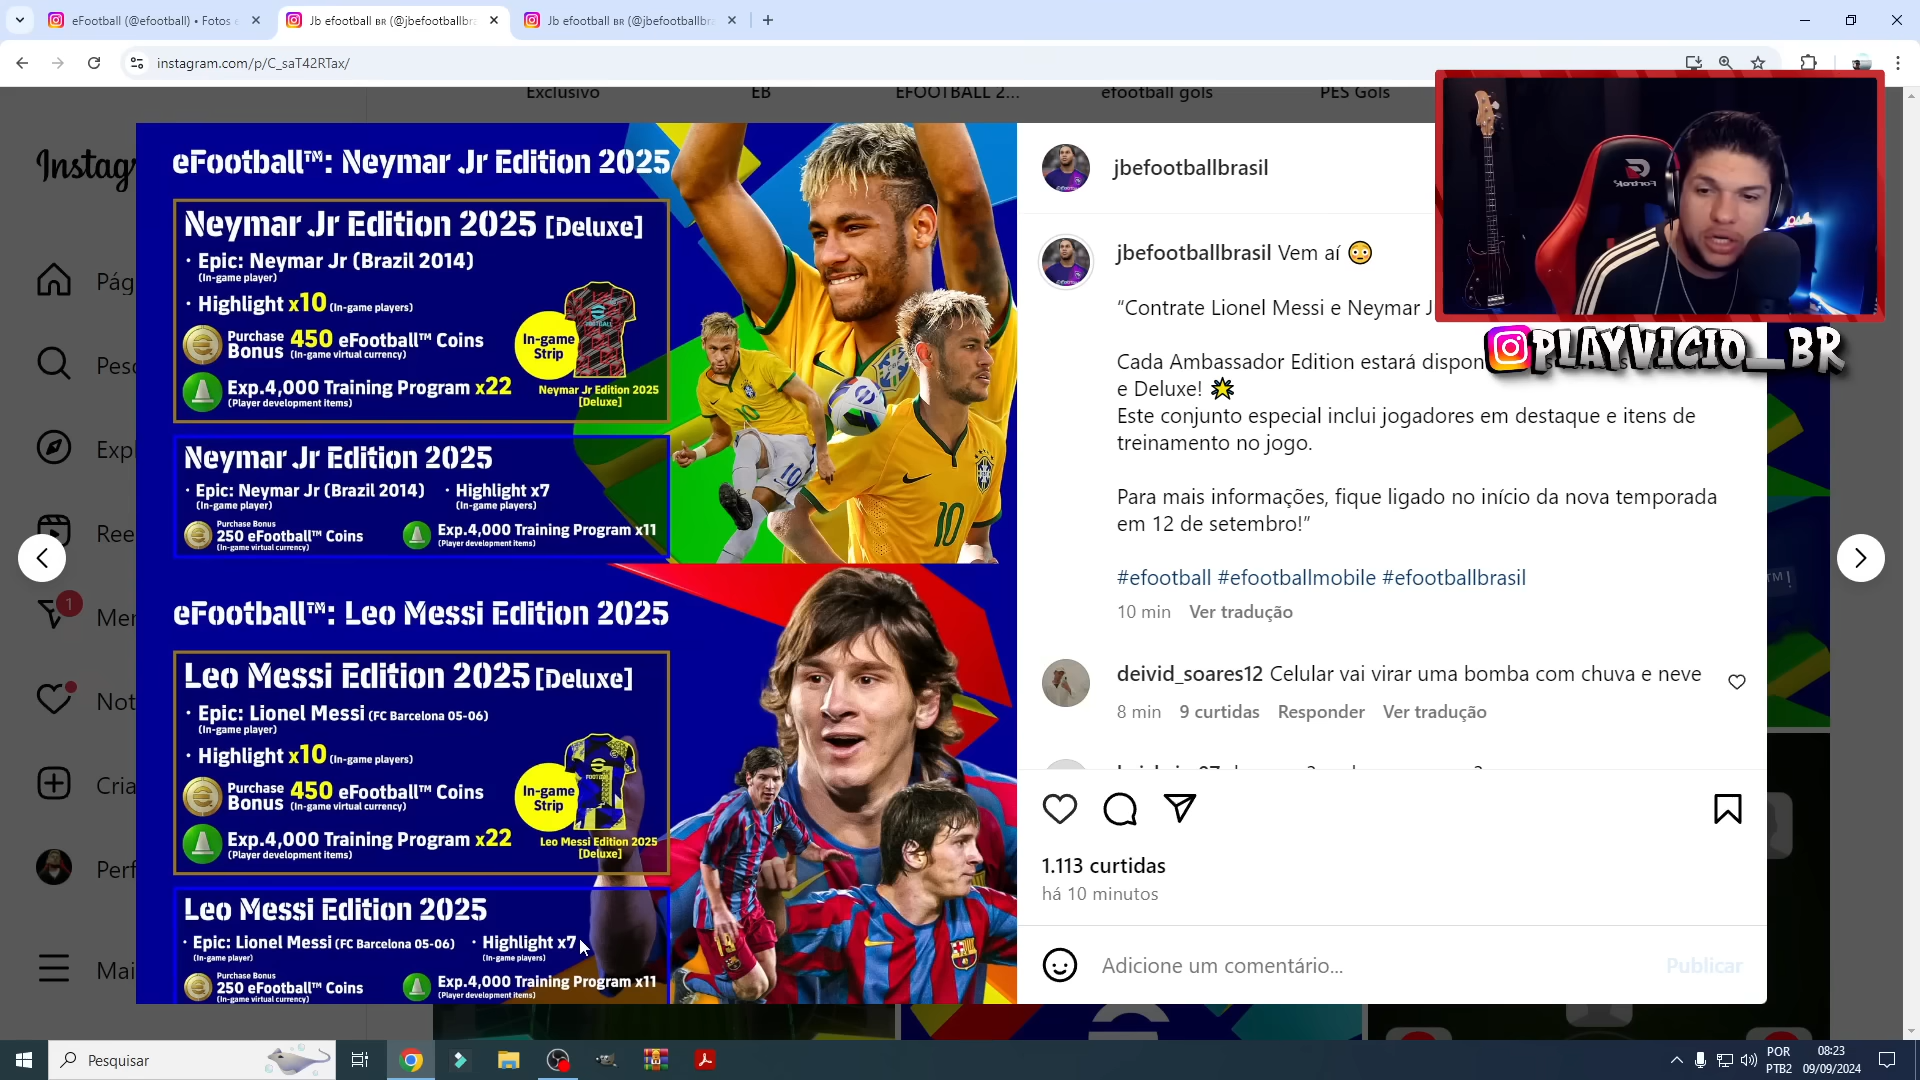 eFootball (@efootball) • Fotos e
Jb efootball BR (@jbefootballbra
Jb efootball BR (@jbefootballbra
instagram.com/p/C_saT42RTax/
Exclusivo
EB
EFOOTBALL 2...
efootball gols
PES Gols
Instagr
Pág
Pesq
Expl
Ree
1
Men
Not
Cria
Perf
Mai
eFootball™: Neymar Jr Edition 2025
Neymar Jr Edition 2025 [Deluxe]
· Epic: Neymar Jr (Brazil 2014)
(In-game player)
· Highlight x10 (In-game players)
Purchase Bonus 450 eFootball™ Coins
(In-game virtual currency)
Exp.4,000 Training Program x22
(Player development items)
In-game
Strip
Neymar Jr Edition 2025
[Deluxe]
Neymar Jr Edition 2025
· Epic: Neymar Jr (Brazil 2014)
(In-game player)
· Highlight x7
(In-game players)
Purchase Bonus
250 eFootball™ Coins
(In-game virtual currency)
Exp.4,000 Training Program x11
(Player development items)
10
10
eFootball™: Leo Messi Edition 2025
Leo Messi Edition 2025 [Deluxe]
· Epic: Lionel Messi (FC Barcelona 05-06)
(In-game player)
· Highlight x10 (In-game players)
Purchase Bonus 450 eFootball™ Coins
(In-game virtual currency)
Exp.4,000 Training Program x22
(Player development items)
In-game
Strip
Leo Messi Edition 2025
[Deluxe]
Leo Messi Edition 2025
· Epic: Lionel Messi (FC Barcelona 05-06)
(In-game player)
· Highlight x7
(In-game players)
Purchase Bonus
250 eFootball™ Coins
(In-game virtual currency)
Exp.4,000 Training Program x11
(Player development items)
jbefootballbrasil
jbefootballbrasil Vem aí 😳
“Contrate Lionel Messi e Neymar J
Cada Ambassador Edition estará dispon
e Deluxe! 🌟
Este conjunto especial inclui jogadores em destaque e itens de
treinamento no jogo.
Para mais informações, fique ligado no início da nova temporada
em 12 de setembro!”
#efootball #efootballmobile #efootballbrasil
10 min Ver tradução
deivid_soares12 Celular vai virar uma bomba com chuva e neve
8 min 9 curtidas Responder Ver tradução
1.113 curtidas
há 10 minutos
Adicione um comentário...
Publicar
Fortrek
PLAYVICIO__BR
Pesquisar
POR
PTB2
08:23
09/09/2024